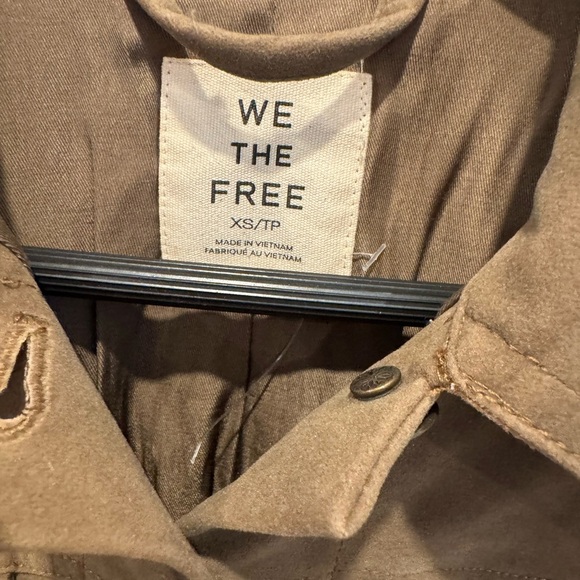 WE
THE
FREE
XS/TP
MADE IN VIETNAM
FABRIQUÉ AU VIETNAM